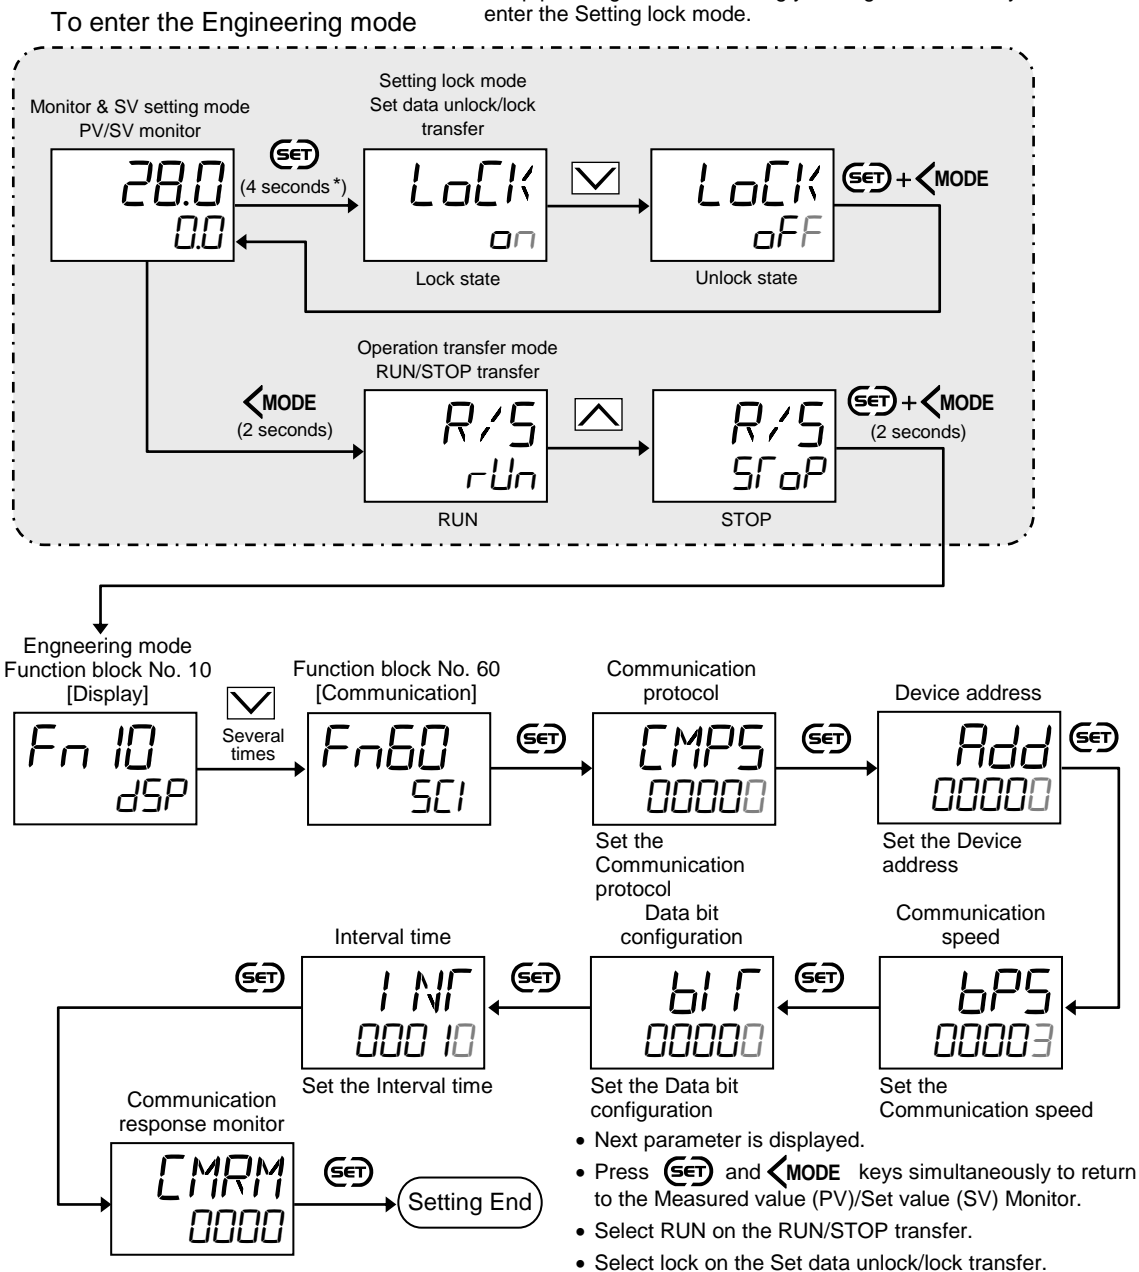 To enter the Engineering mode
enter the Setting lock mode.
Setting lock mode
Set data unlock/lock
transfer
Monitor & SV setting mode
PV/SV monitor
28.0
0.0
SET
(4 seconds*)
LoCK
on
Lock state
LoCK
oFF
Unlock state
SET + <MODE
Operation transfer mode
RUN/STOP transfer
<MODE
(2 seconds)
R/S
rUn
RUN
R/S
SToP
STOP
SET + <MODE
(2 seconds)
Engneering mode
Function block No. 10
[Display]
Fn 10
dSP
Several
times
Function block No. 60
[Communication]
Fn60
SCI
SET
Communication
protocol
CMPS
00000
Set the
Communication
protocol
SET
Device address
Add
00000
Set the Device
address
SET
Communication
speed
bPS
00003
Set the
Communication speed
SET
Data bit
configuration
bIT
00000
Set the Data bit
configuration
SET
Interval time
INT
00010
Set the Interval time
SET
Communication
response monitor
CMRM
0000
SET
Setting End
• Next parameter is displayed.
• Press SET and <MODE keys simultaneously to return
to the Measured value (PV)/Set value (SV) Monitor.
• Select RUN on the RUN/STOP transfer.
• Select lock on the Set data unlock/lock transfer.